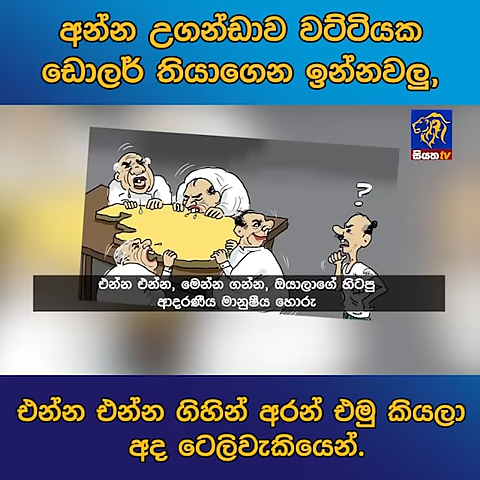 අන්න උගන්ඩාව වට්ටියක
ඩොලර් තියාගෙන ඉන්නවලු,
සියත tv
?
එන්න එන්න, මෙන්න ගන්න, ඔයාලාගේ හිටපු
ආදරණීය මානුෂීය හොරු
එන්න එන්න ගිහින් අරන් එමු කියලා
අද ටෙලිවැකියෙන්.